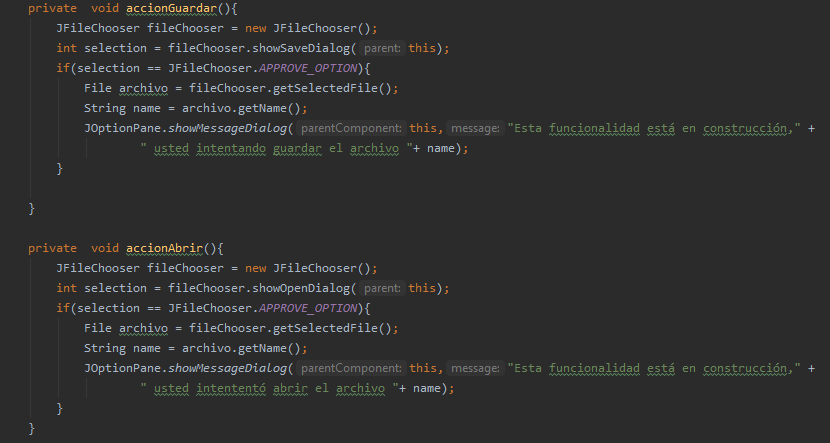 private  void accionGuardar(){
    JFileChooser fileChooser = new JFileChooser();
    int selection = fileChooser.showSaveDialog( parent: this);
    if(selection == JFileChooser.APPROVE_OPTION){
        File archivo = fileChooser.getSelectedFile();
        String name = archivo.getName();
        JOptionPane.showMessageDialog( parentComponent: this, message: "Esta funcionalidad está en construcción," +
                " usted intentando guardar el archivo "+ name);
    }
}
private  void accionAbrir(){
    JFileChooser fileChooser = new JFileChooser();
    int selection = fileChooser.showOpenDialog( parent: this);
    if(selection == JFileChooser.APPROVE_OPTION){
        File archivo = fileChooser.getSelectedFile();
        String name = archivo.getName();
        JOptionPane.showMessageDialog( parentComponent: this, message: "Esta funcionalidad está en construcción," +
                " usted intententó abrir el archivo "+ name);
    }
}